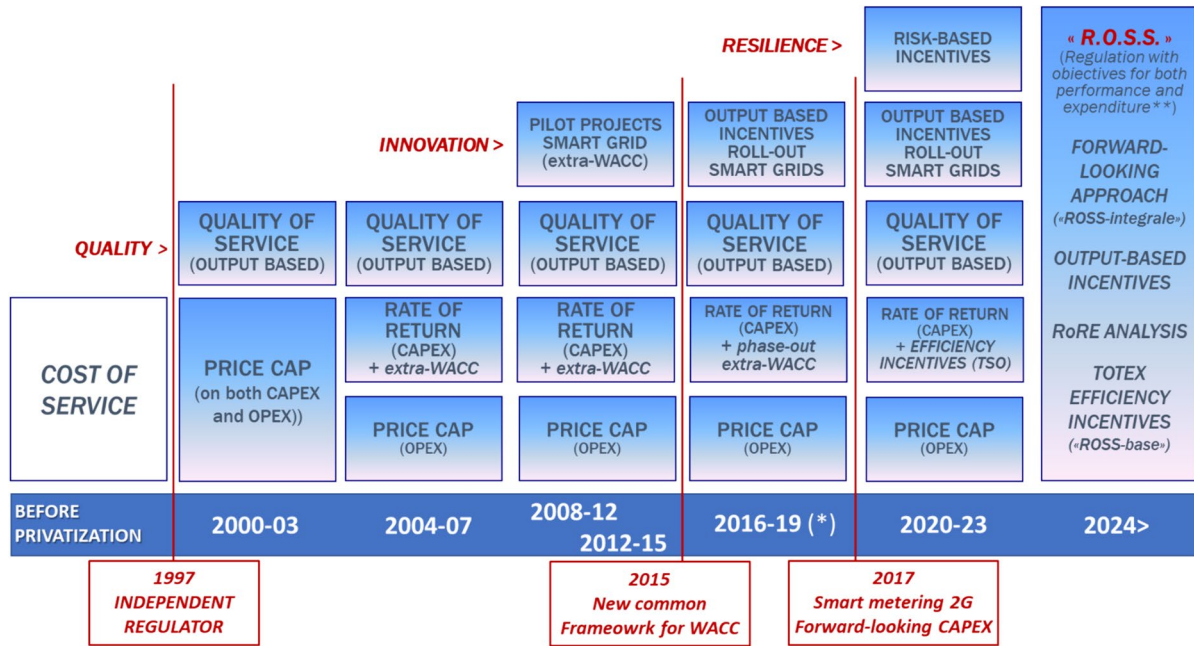 RESILIENCE >
RISK-BASED
INCENTIVES
« R.O.S.S. »
(Regulation with
objectives for both
performance and
expenditure**)
FORWARD-
LOOKING
APPROACH
(«ROSS-integrale»)
OUTPUT-BASED
INCENTIVES
RoRE ANALYSIS
TOTEX
EFFICIENCY
INCENTIVES
(«ROSS-base»)
INNOVATION >
PILOT PROJECTS
SMART GRID
(extra-WACC)
OUTPUT BASED
INCENTIVES
ROLL-OUT
SMART GRIDS
OUTPUT BASED
INCENTIVES
ROLL-OUT
SMART GRIDS
QUALITY >
QUALITY OF
SERVICE
(OUTPUT BASED)
QUALITY OF
SERVICE
(OUTPUT BASED)
QUALITY OF
SERVICE
(OUTPUT BASED)
QUALITY OF
SERVICE
(OUTPUT BASED)
QUALITY OF
SERVICE
(OUTPUT BASED)
COST OF
SERVICE
PRICE CAP
(on both CAPEX
and OPEX))
RATE OF
RETURN
(CAPEX)
+ extra-WACC
RATE OF
RETURN
(CAPEX)
+ extra-WACC
RATE OF RETURN
(CAPEX)
+ phase-out
extra-WACC
RATE OF RETURN
(CAPEX)
+ EFFICIENCY
INCENTIVES (TSO)
PRICE CAP
(OPEX)
PRICE CAP
(OPEX)
PRICE CAP
(OPEX)
PRICE CAP
(OPEX)
BEFORE
PRIVATIZATION
2000-03
2004-07
2008-12
2012-15
2016-19 (*)
2020-23
2024>
1997
INDEPENDENT
REGULATOR
2015
New common
Frameowrk for WACC
2017
Smart metering 2G
Forward-looking CAPEX